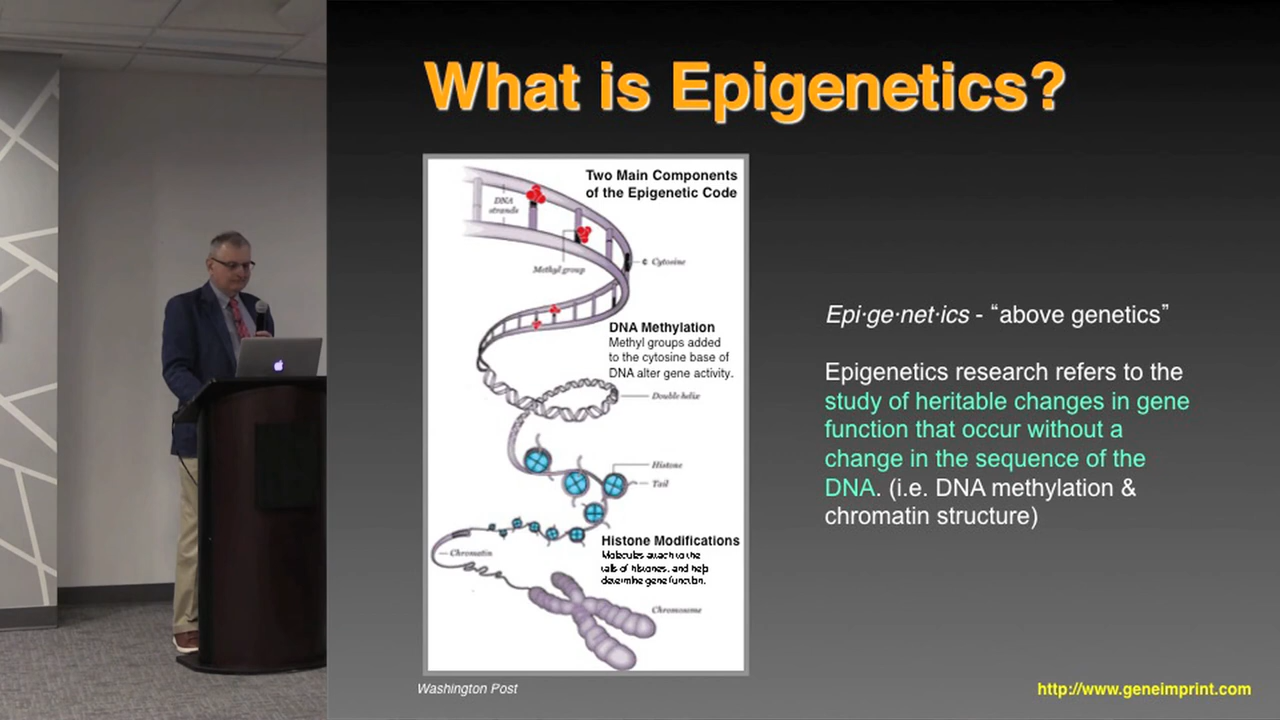 What is Epigenetics?
Two Main Components
of the Epigenetic Code
DNA
strands
Methyl group
¢ Cytosine
DNA Methylation
Methyl groups added
to the cytosine base of
DNA alter gene activity.
Double helix
Histone
Tail
Histone Modifications
Molecules attach to the
tails of histones, and help
determine gene function.
Chromatin
Chromosome
Washington Post
Epi·ge·net·ics - “above genetics”
Epigenetics research refers to the
study of heritable changes in gene
function that occur without a
change in the sequence of the
DNA. (i.e. DNA methylation &
chromatin structure)
http://www.geneimprint.com